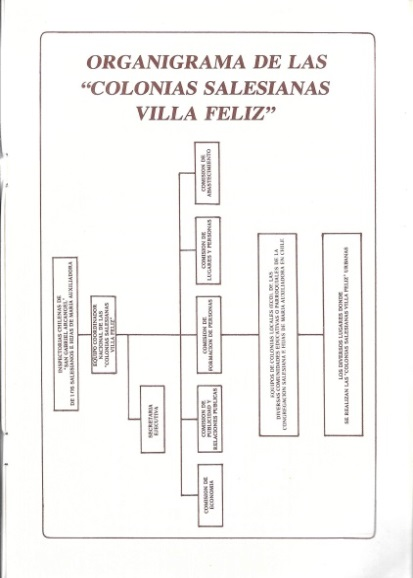 ORGANIGRAMA DE LAS
"COLONIAS SALESIANAS
VILLA FELIZ"
INSPECTORIAS CHILENAS DE
"SAN GABRIEL ARCANGEL"
DE LOS SALESIANOS E HIJAS DE MARIA AUXILIADORA
EQUIPO COORDINADOR
NACIONAL DE LAS
"COLONIAS SALESIANAS
VILLA FELIZ"
SECRETARIA
EJECUTIVA
COMISION DE
ECONOMIA
COMISION DE
PUBLICIDAD Y
RELACIONES PUBLICAS
COMISION DE
FORMACION DE PERSONAS
COMISION DE
LUGARES Y PERSONAS
COMISION DE
ABASTECIMIENTO
EQUIPOS DE COLONIAS LOCALES (ECO), DE LAS
DIVERSAS COMUNIDADES EDUCATIVAS O PARROQUIALES DE LA
CONGREGACION SALESIANA E HIJAS DE MARIA AUXILIADORA EN CHILE
LOS DIVERSOS LUGARES DONDE
SE REALIZAN LAS "COLONIAS SALESIANAS VILLA FELIZ" URBANAS